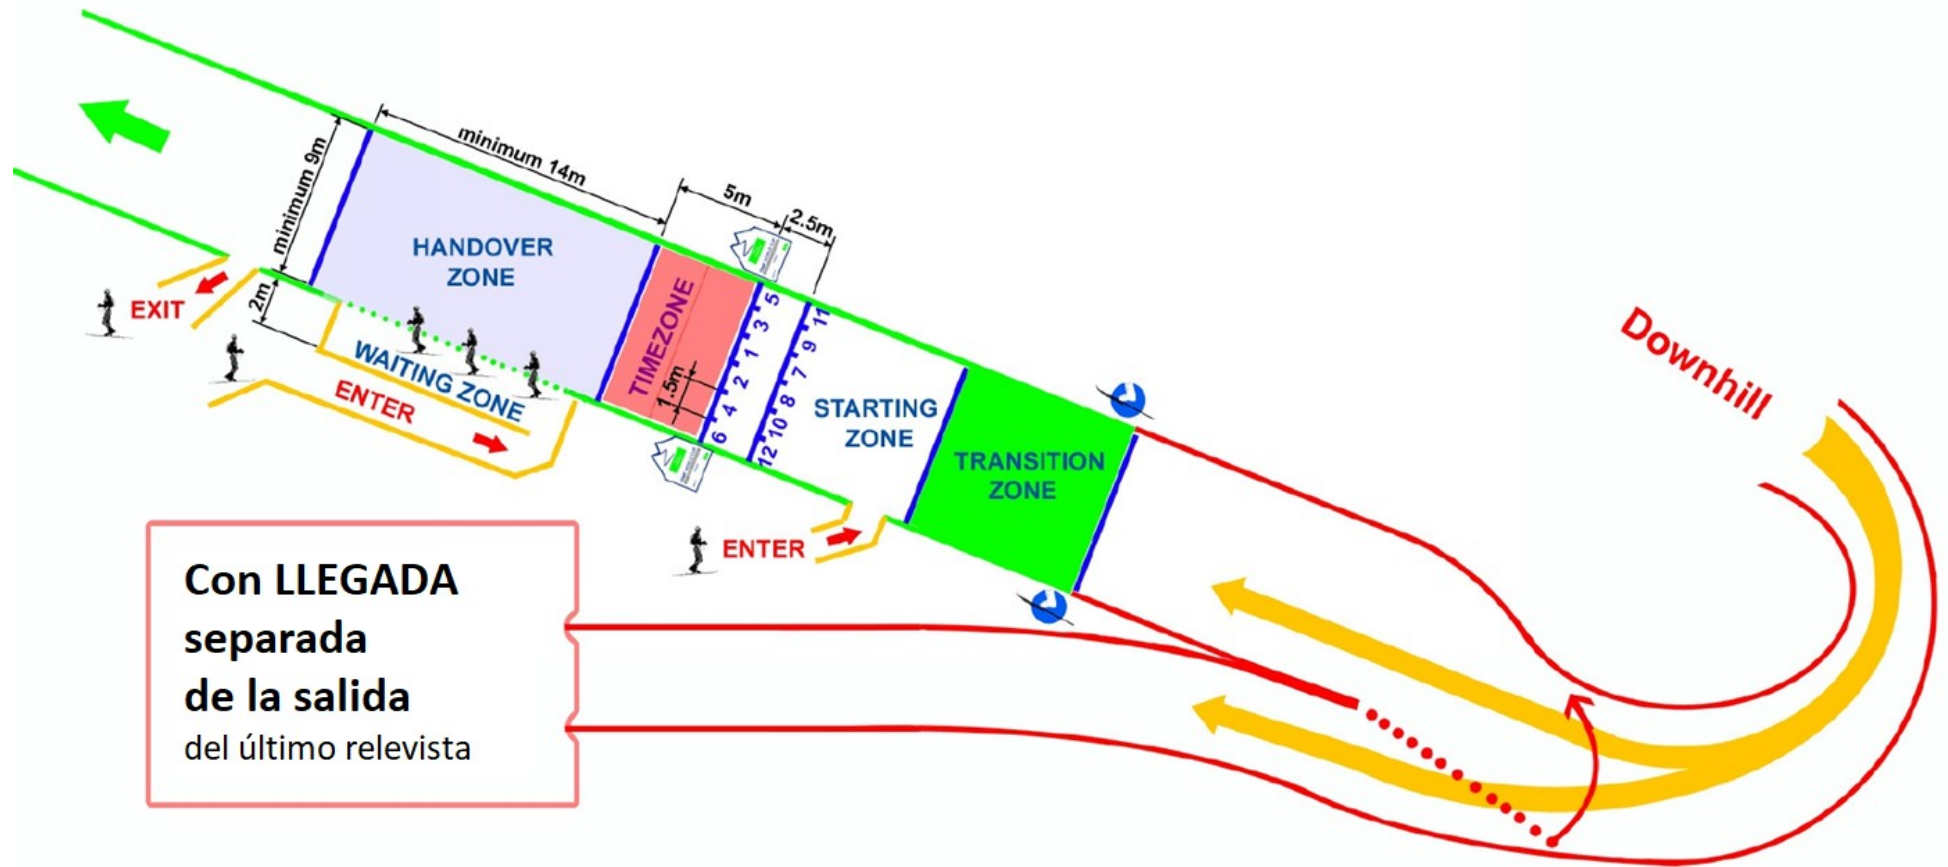 minimum 9m
minimum 14m
5m
2.5m
HANDOVER
ZONE
TIMEZONE
1.5m
5
3
1
2
4
6
11
9
7
8
10
12
EXIT
2m
WAITING ZONE
ENTER
STARTING
ZONE
TRANSITION
ZONE
ENTER
Downhill
Con LLEGADA
separada
de la salida
del último relevista